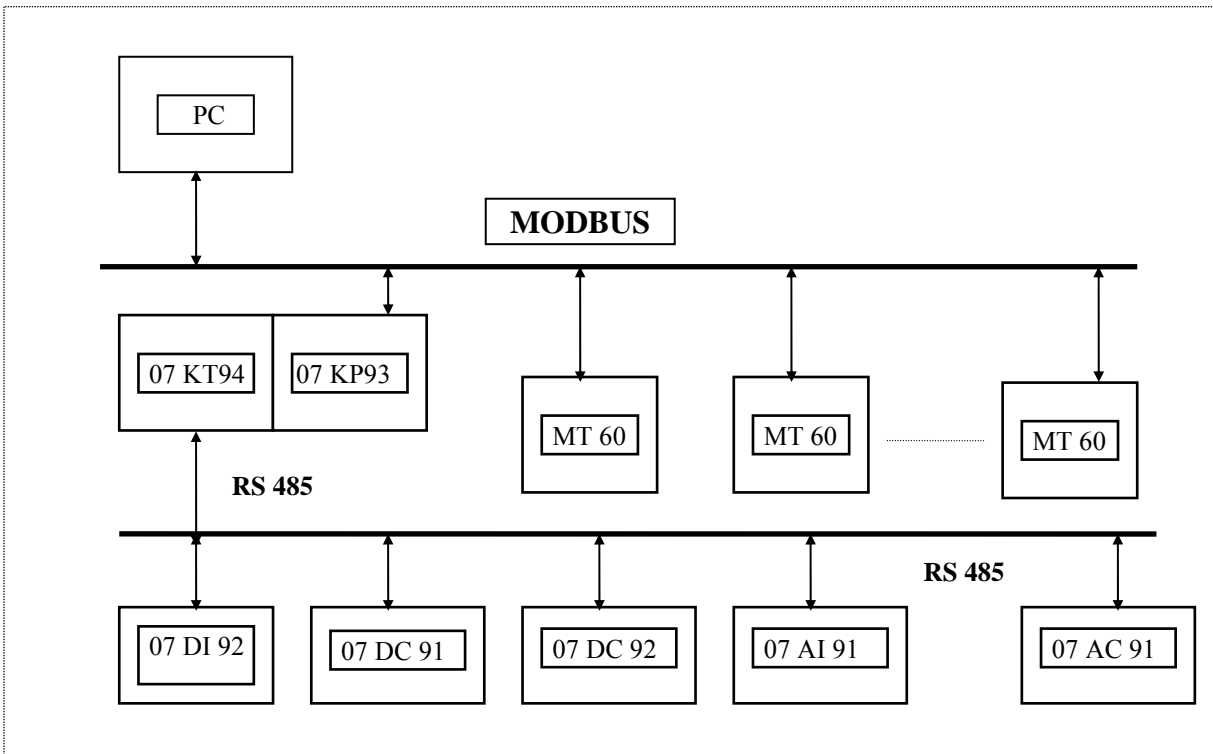 PC
MODBUS
07 KT94
07 KP93
MT 60
MT 60
MT 60
RS 485
RS 485
07 DI 92
07 DC 91
07 DC 92
07 AI 91
07 AC 91